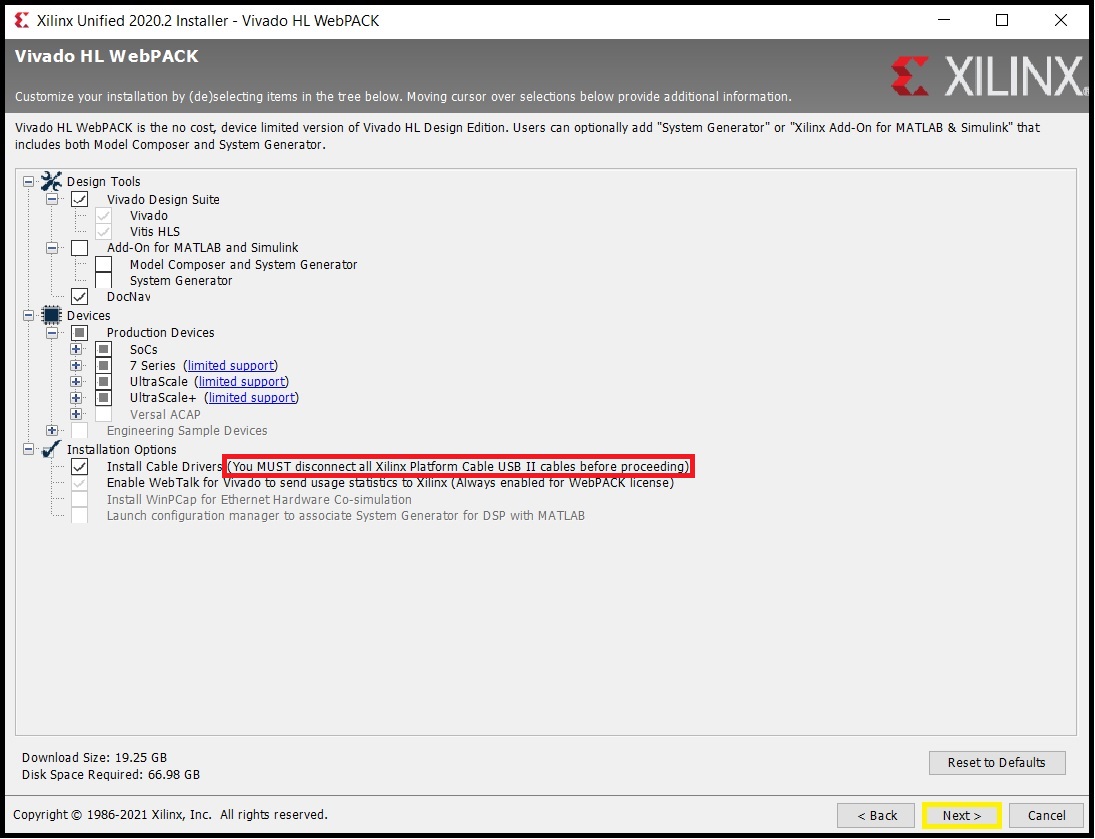 Xilinx Unified 2020.2 Installer - Vivado HL WebPACK
Vivado HL WebPACK
Customize your installation by (de)selecting items in the tree below. Moving cursor over selections below provide additional information.
XILINX
Vivado HL WebPACK is the no cost, device limited version of Vivado HL Design Edition. Users can optionally add "System Generator" or "Xilinx Add-On for MATLAB & Simulink" that
includes both Model Composer and System Generator.
Design Tools
Vivado Design Suite
Vivado
Vitis HLS
Add-On for MATLAB and Simulink
Model Composer and System Generator
System Generator
DocNav
Devices
Production Devices
SoCs
7 Series (limited support)
UltraScale (limited support)
UltraScale+ (limited support)
Versal ACAP
Engineering Sample Devices
Installation Options
Install Cable Drivers (You MUST disconnect all Xilinx Platform Cable USB II cables before proceeding)
Enable WebTalk for Vivado to send usage statistics to Xilinx (Always enabled for WebPACK license)
Install WinPCap for Ethernet Hardware Co-simulation
Launch configuration manager to associate System Generator for DSP with MATLAB
Download Size: 19.25 GB
Disk Space Required: 66.98 GB
Reset to Defaults
Copyright © 1986-2021 Xilinx, Inc. All rights reserved.
< Back
Next >
Cancel